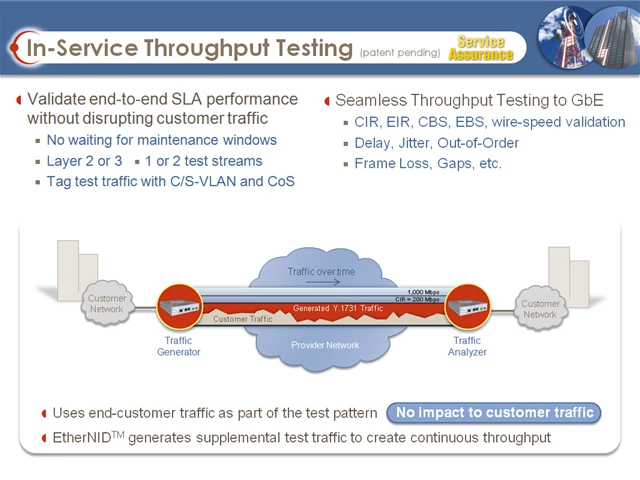 In-Service Throughput Testing (patent pending) Service Assurance
Validate end-to-end SLA performance
without disrupting customer traffic
No waiting for maintenance windows
Layer 2 or 3 1 or 2 test streams
Tag test traffic with C/S-VLAN and CoS
Seamless Throughput Testing to GbE
CIR, EIR, CBS, EBS, wire-speed validation
Delay, Jitter, Out-of-Order
Frame Loss, Gaps, etc.
Traffic over time
1,000 Mbps
CIR = 200 Mbps
Generated Y.1731 Traffic
Customer Traffic
Provider Network
Customer
Network
Traffic
Generator
Traffic
Analyzer
Customer
Network
Uses end-customer traffic as part of the test pattern No impact to customer traffic
EtherNID™ generates supplemental test traffic to create continuous throughput